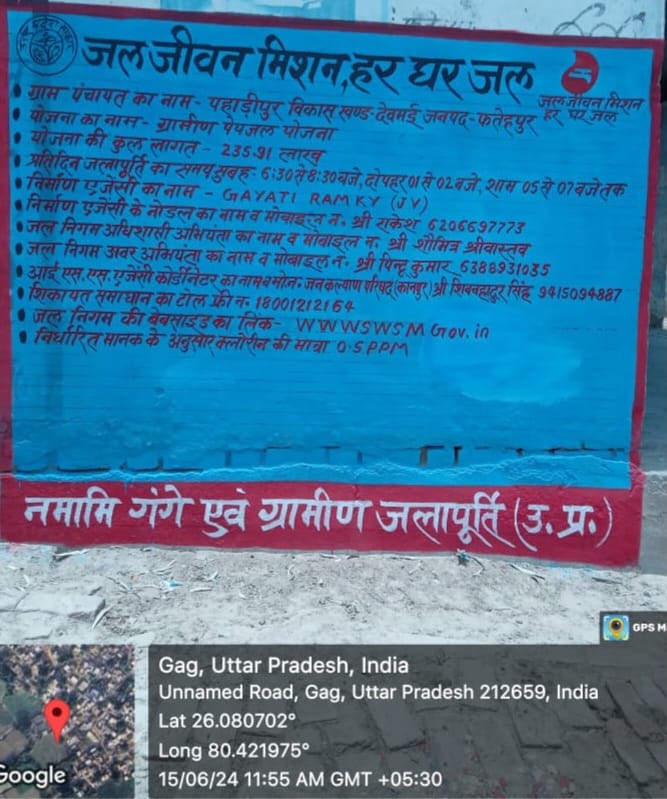 जल जीवन मिशन, हर घर जल
जल जीवन मिशन
हर घर जल
• ग्राम पंचायत का नाम - पहाड़ीपुर विकास खण्ड - देवमई जनपद - फतेहपुर
• योजना का नाम - ग्रामीण पेयजल योजना
• योजना की कुल लागत - 235.91 लाख
• प्रतिदिन जलापूर्ति का समय सुबह - 6:30 से 8:30 बजे, दोपहर 01 से 02 बजे, शाम 05 से 07 बजे तक
• निर्माण एजेंसी का नाम - GAYATI RAMKY (JV)
• निर्माण एजेंसी के नोडल का नाम व मोबाइल न. श्री राकेश 6206697773
• जल निगम अधिशाली अभियंता का नाम व मोबाइल न. श्री शौमित्र श्रीवास्तव
• जल निगम अवर अभियंता का नाम व मोबाइल न. श्री पिन्टू कुमार 6388931035
• आई.एस.एस. एजेंसी कोर्डीनेटर का नाम व मो.न. जनकल्याण परिषद (कानपुर) श्री शिवबहादुर सिंह 9415094887
• शिकायत समाधान का टोल फ्री न. 18001212164
• जल निगम की बेबसाइड का लिंक - WWWSWSMGov.in
• निर्धारित मानक के अनुसार क्लोरीन की मात्रा 0.5 PPM
नमामि गंगे एवं ग्रामीण जलापूर्ति (उ.प्र.)
GPS M
Gag, Uttar Pradesh, India
Unnamed Road, Gag, Uttar Pradesh 212659, India
Lat 26.080702°
Long 80.421975°
15/06/24 11:55 AM GMT +05:30
Google